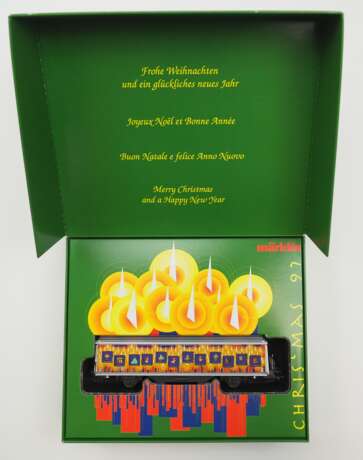 Frohe Weihnachten
und ein glückliches neues Jahr
Joyeux Noël et Bonne Année
Buon Natale e felice Anno Nuovo
Merry Christmas
and a Happy New Year
märklin
CHRISTMAS 97